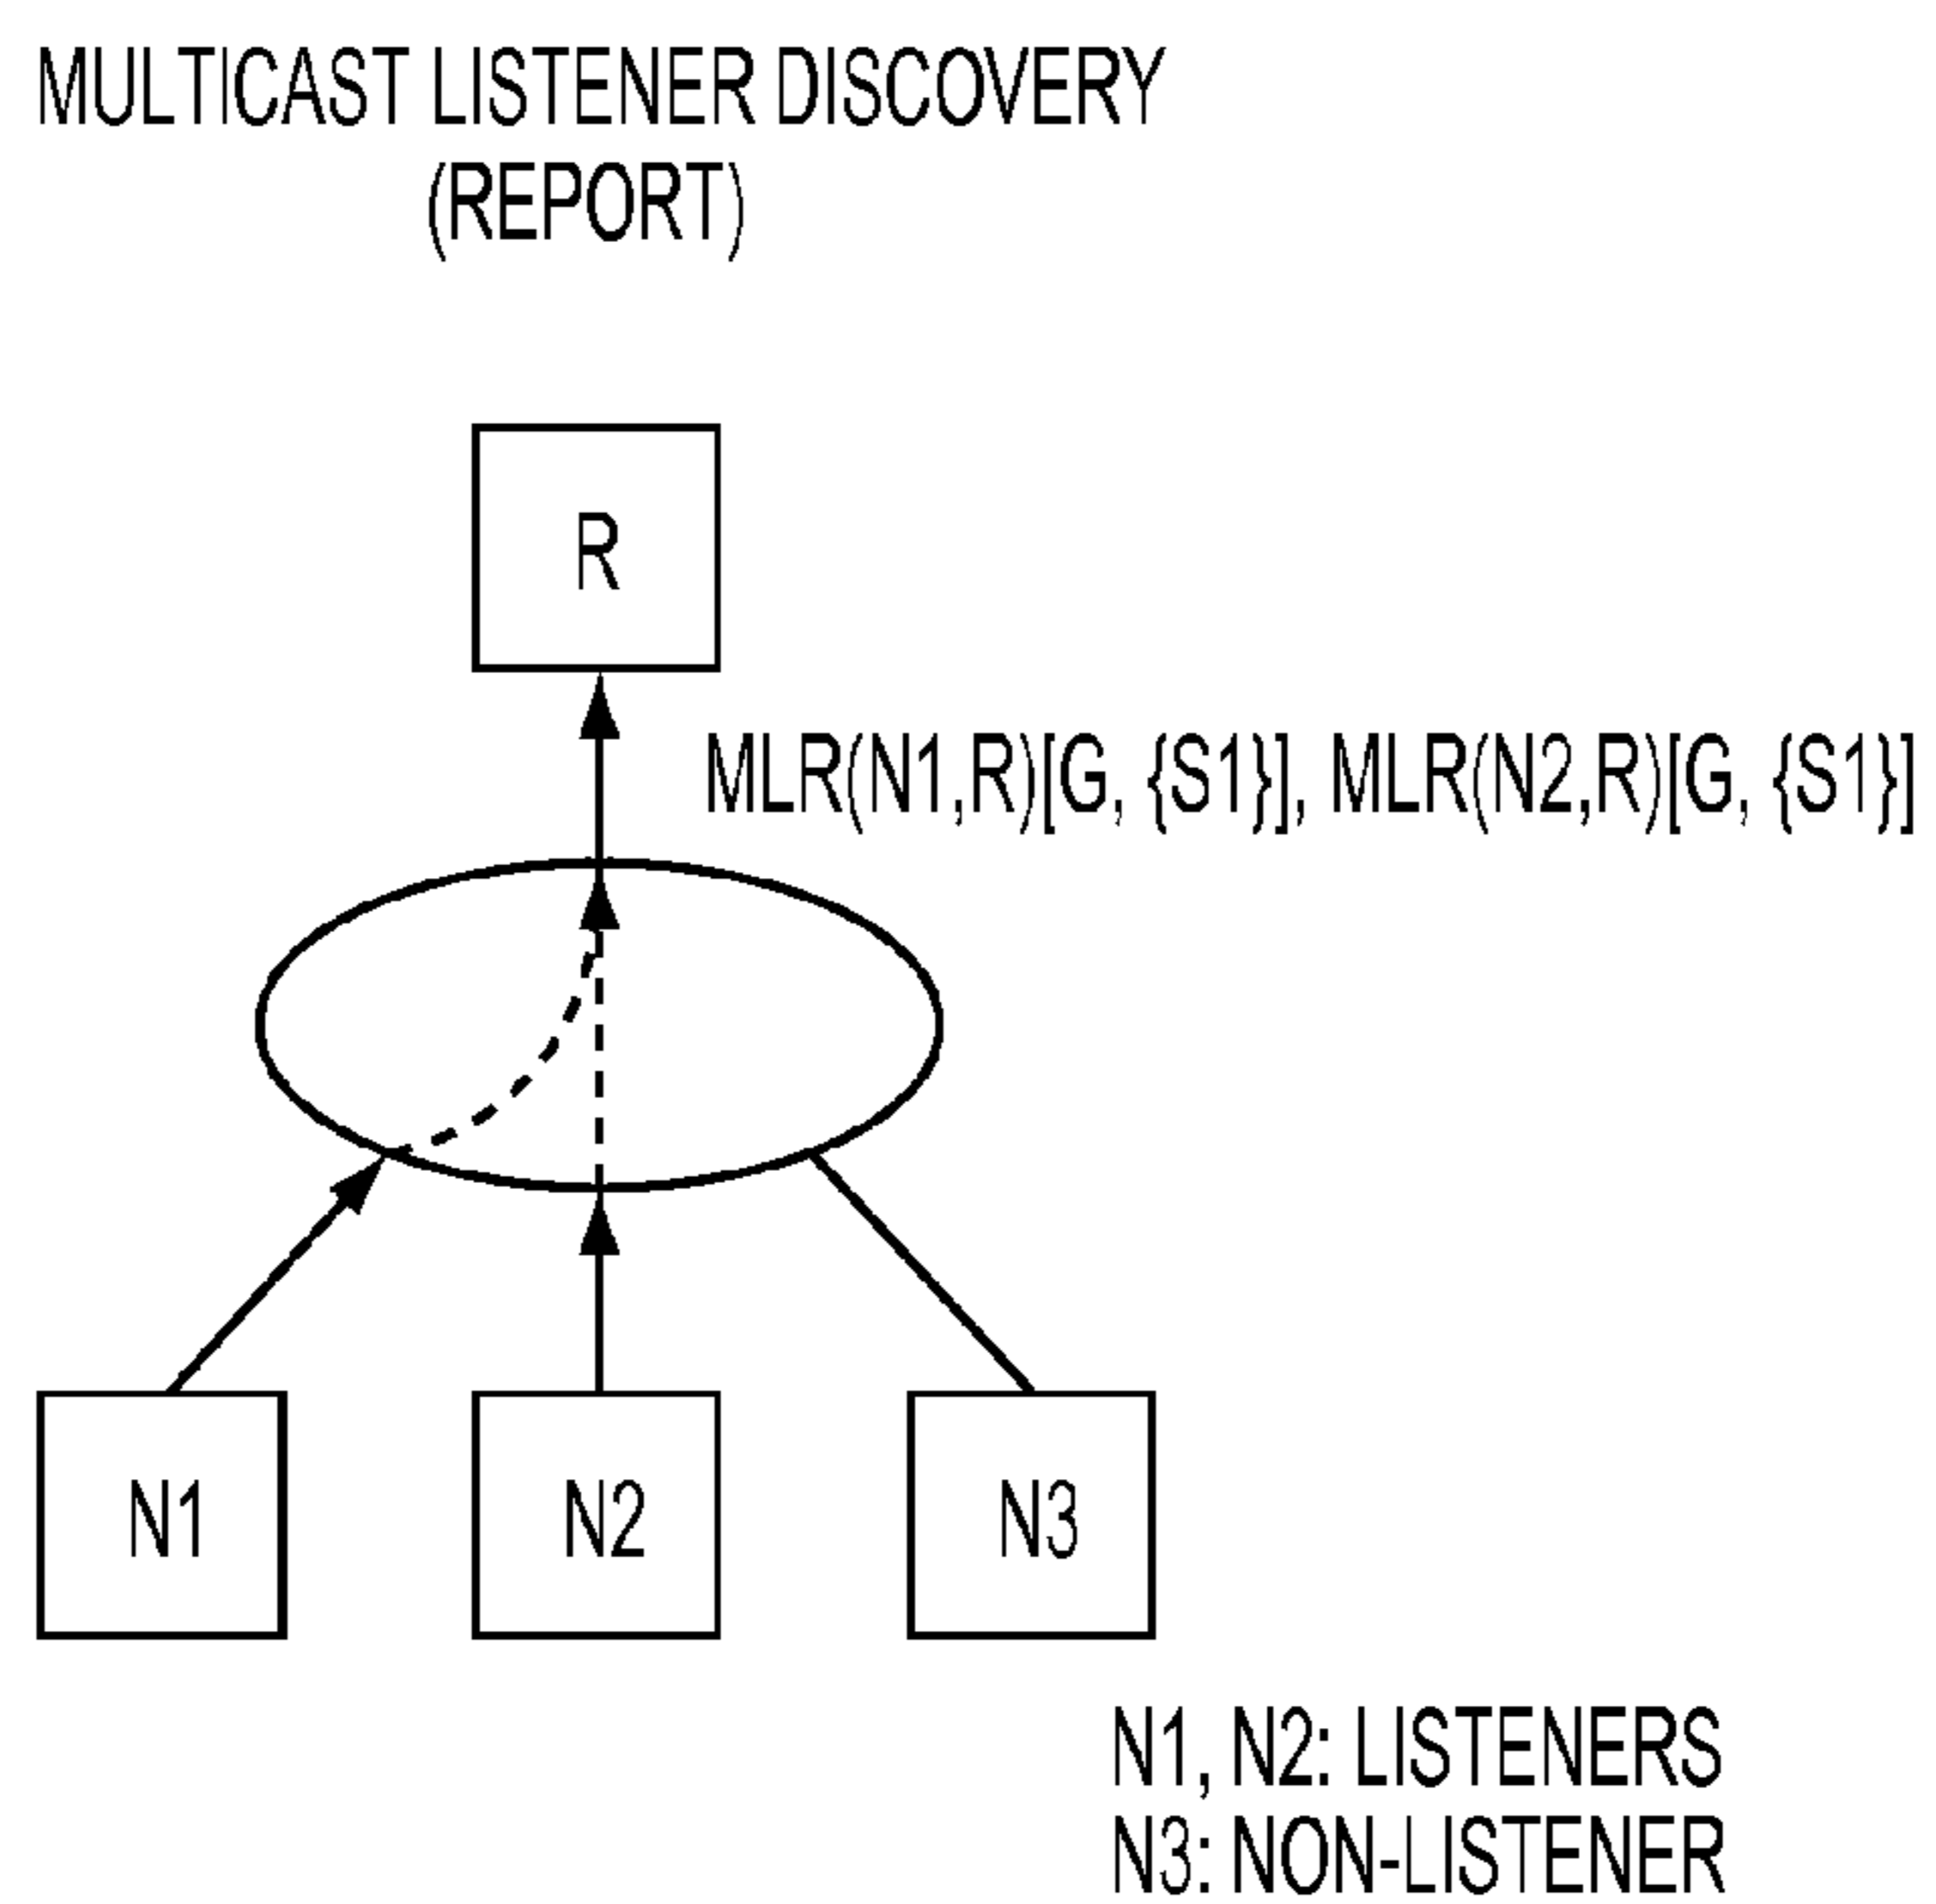 MULTICAST LISTENER DISCOVERY
(REPORT)
R
MLR(N1,R)[G, {S1}], MLR(N2,R)[G, {S1}]
N1
N2
N3
N1, N2: LISTENERS
N3: NON-LISTENER